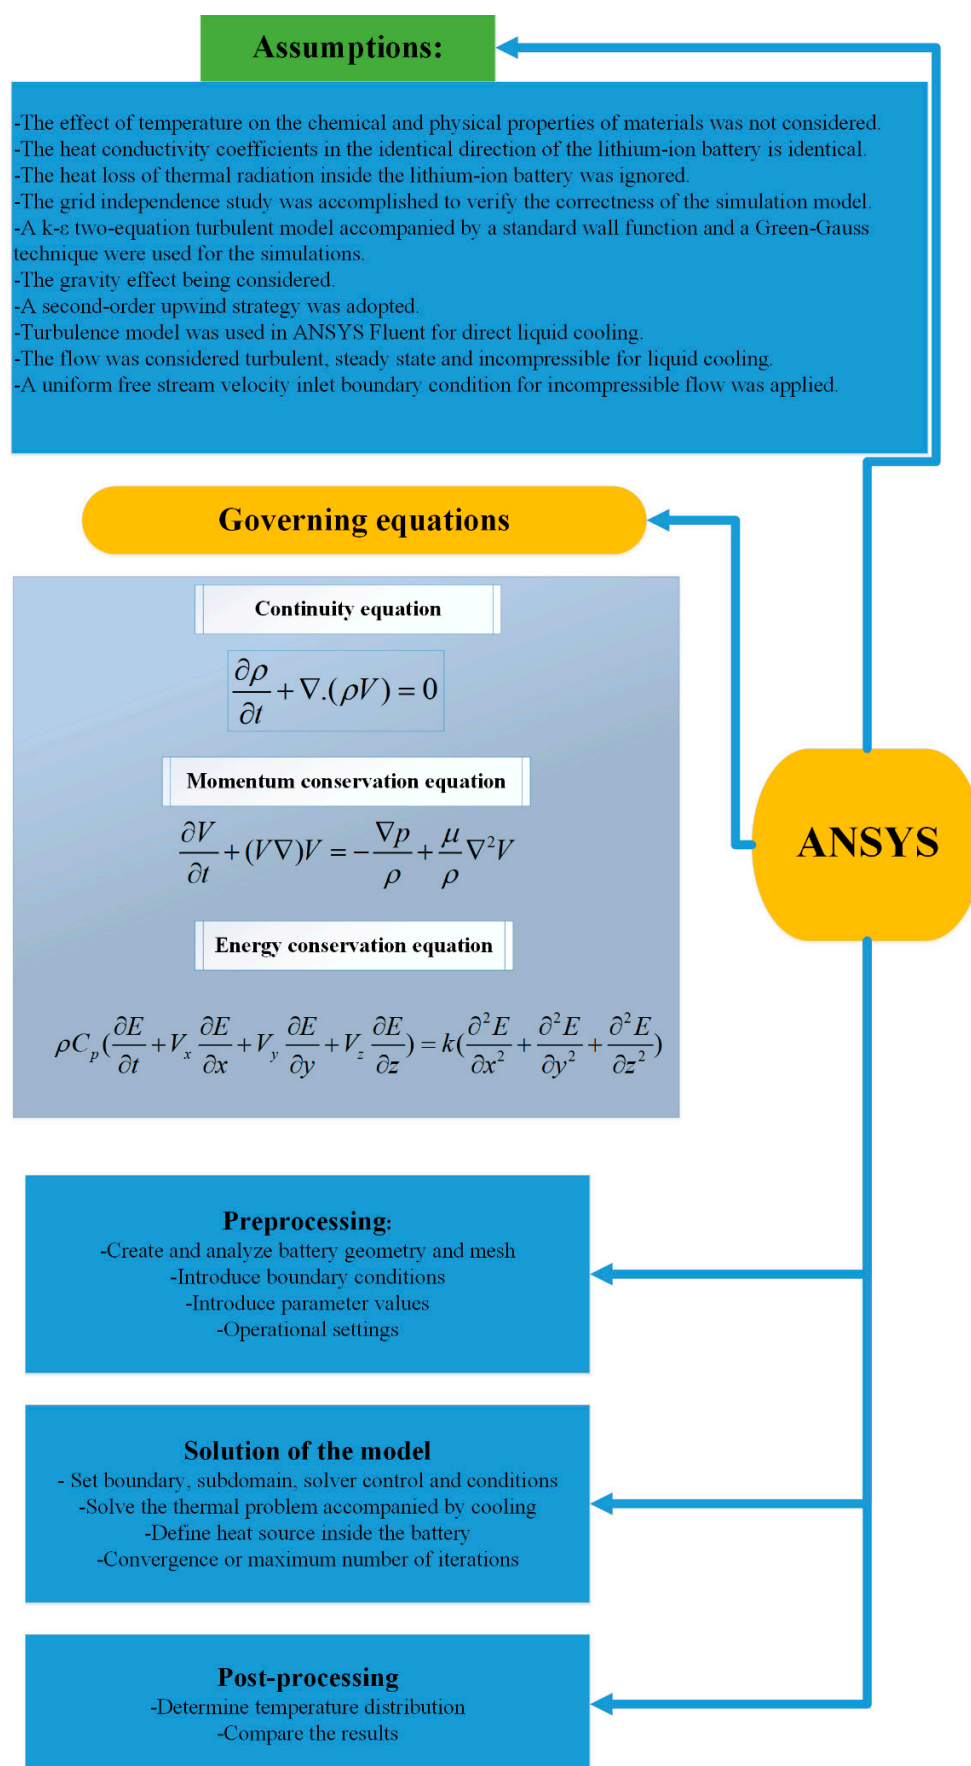 Assumptions:
-The effect of temperature on the chemical and physical properties of materials was not considered.
-The heat conductivity coefficients in the identical direction of the lithium-ion battery is identical.
-The heat loss of thermal radiation inside the lithium-ion battery was ignored.
-The grid independence study was accomplished to verify the correctness of the simulation model.
-A k-ε two-equation turbulent model accompanied by a standard wall function and a Green-Gauss
technique were used for the simulations.
-The gravity effect being considered.
-A second-order upwind strategy was adopted.
-Turbulence model was used in ANSYS Fluent for direct liquid cooling.
-The flow was considered turbulent, steady state and incompressible for liquid cooling.
-A uniform free stream velocity inlet boundary condition for incompressible flow was applied.
Governing equations
Continuity equation
∂ρ/∂t + ∇.(ρV) = 0
Momentum conservation equation
∂V/∂t + (V∇)V = −∇p/ρ + μ/ρ ∇²V
ANSYS
Energy conservation equation
ρC_p(∂E/∂t + V_x ∂E/∂x + V_y ∂E/∂y + V_z ∂E/∂z) = k(∂²E/∂x² + ∂²E/∂y² + ∂²E/∂z²)
Preprocessing:
-Create and analyze battery geometry and mesh
-Introduce boundary conditions
-Introduce parameter values
-Operational settings
Solution of the model
- Set boundary, subdomain, solver control and conditions
-Solve the thermal problem accompanied by cooling
-Define heat source inside the battery
-Convergence or maximum number of iterations
Post-processing
-Determine temperature distribution
-Compare the results